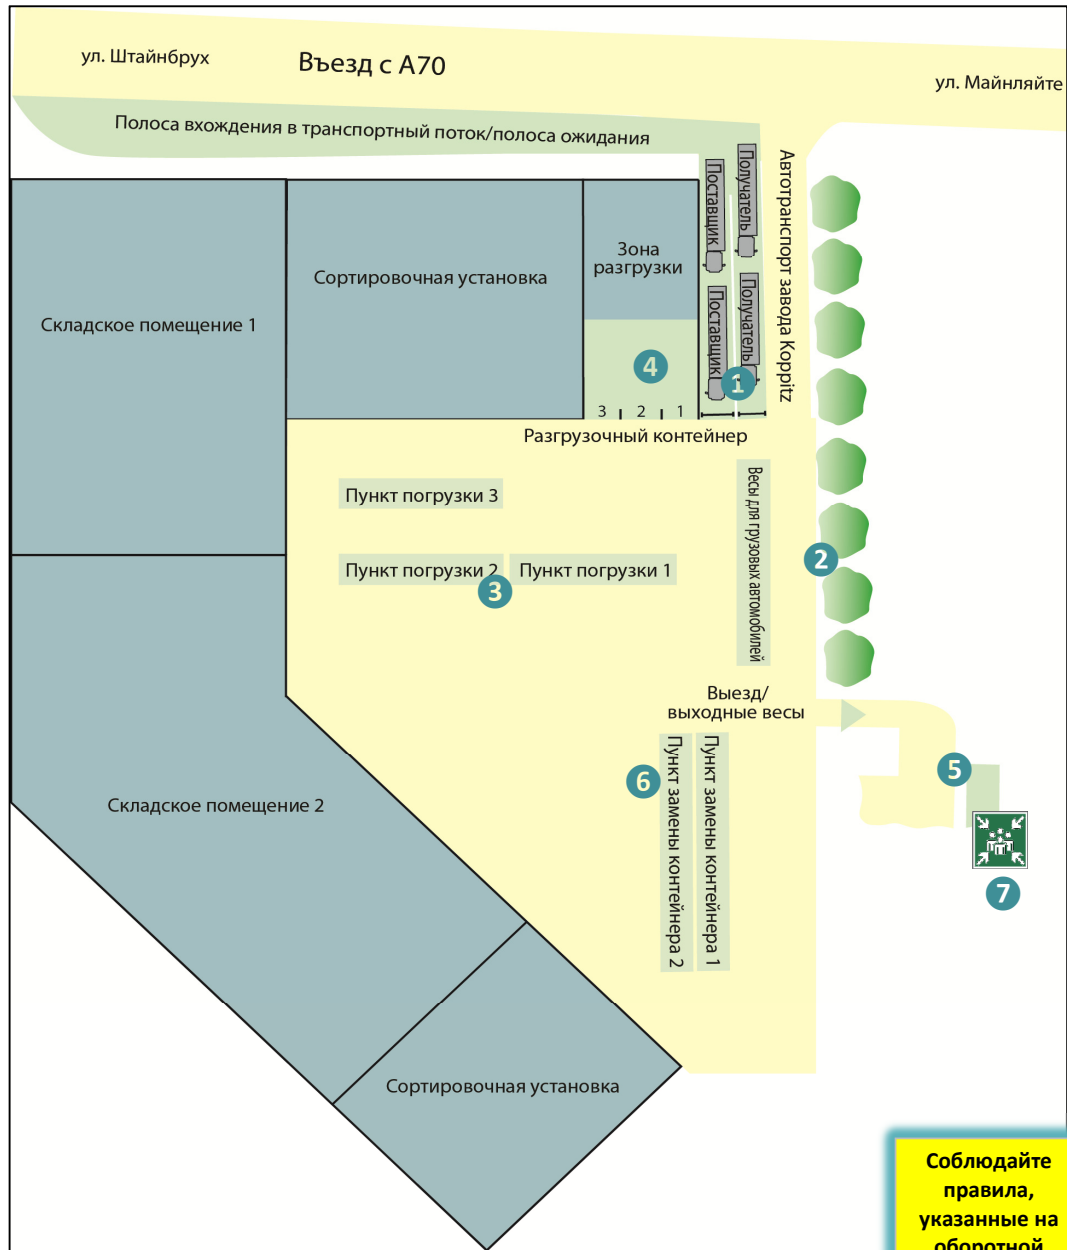 ул. Штайнбрух
Въезд с А70
ул. Майнляйте
Полоса вхождения в транспортный поток/полоса ожидания
Поставщик
Получатель
Автотранспорт завода Koppitz
Зона
разгрузки
Сортировочная установка
Складское помещение 1
Поставщик
Получатель
4
1
3 2 1
Разгрузочный контейнер
Пункт погрузки 3
Весы для грузовых автомобилей
2
Пункт погрузки 2
Пункт погрузки 1
3
Выезд/
выходные весы
6
Пункт замены контейнера 2
Пункт замены контейнера 1
5
Складское помещение 2
7
Сортировочная установка
Соблюдайте
правила,
указанные на
оборотной